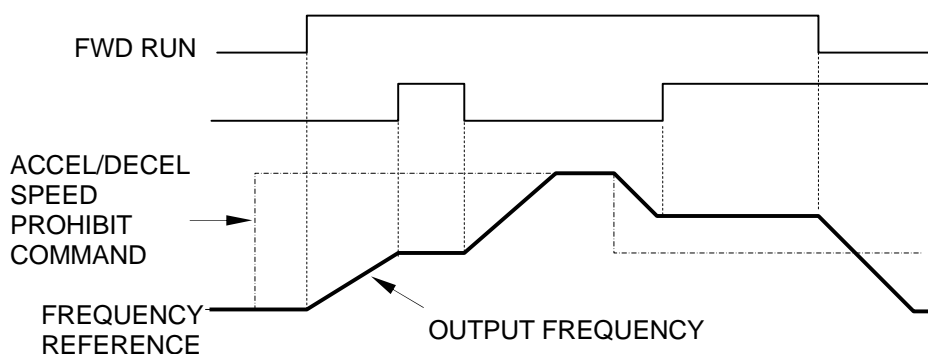 FWD RUN
ACCEL/DECEL
SPEED
PROHIBIT
COMMAND
FREQUENCY
REFERENCE
OUTPUT FREQUENCY